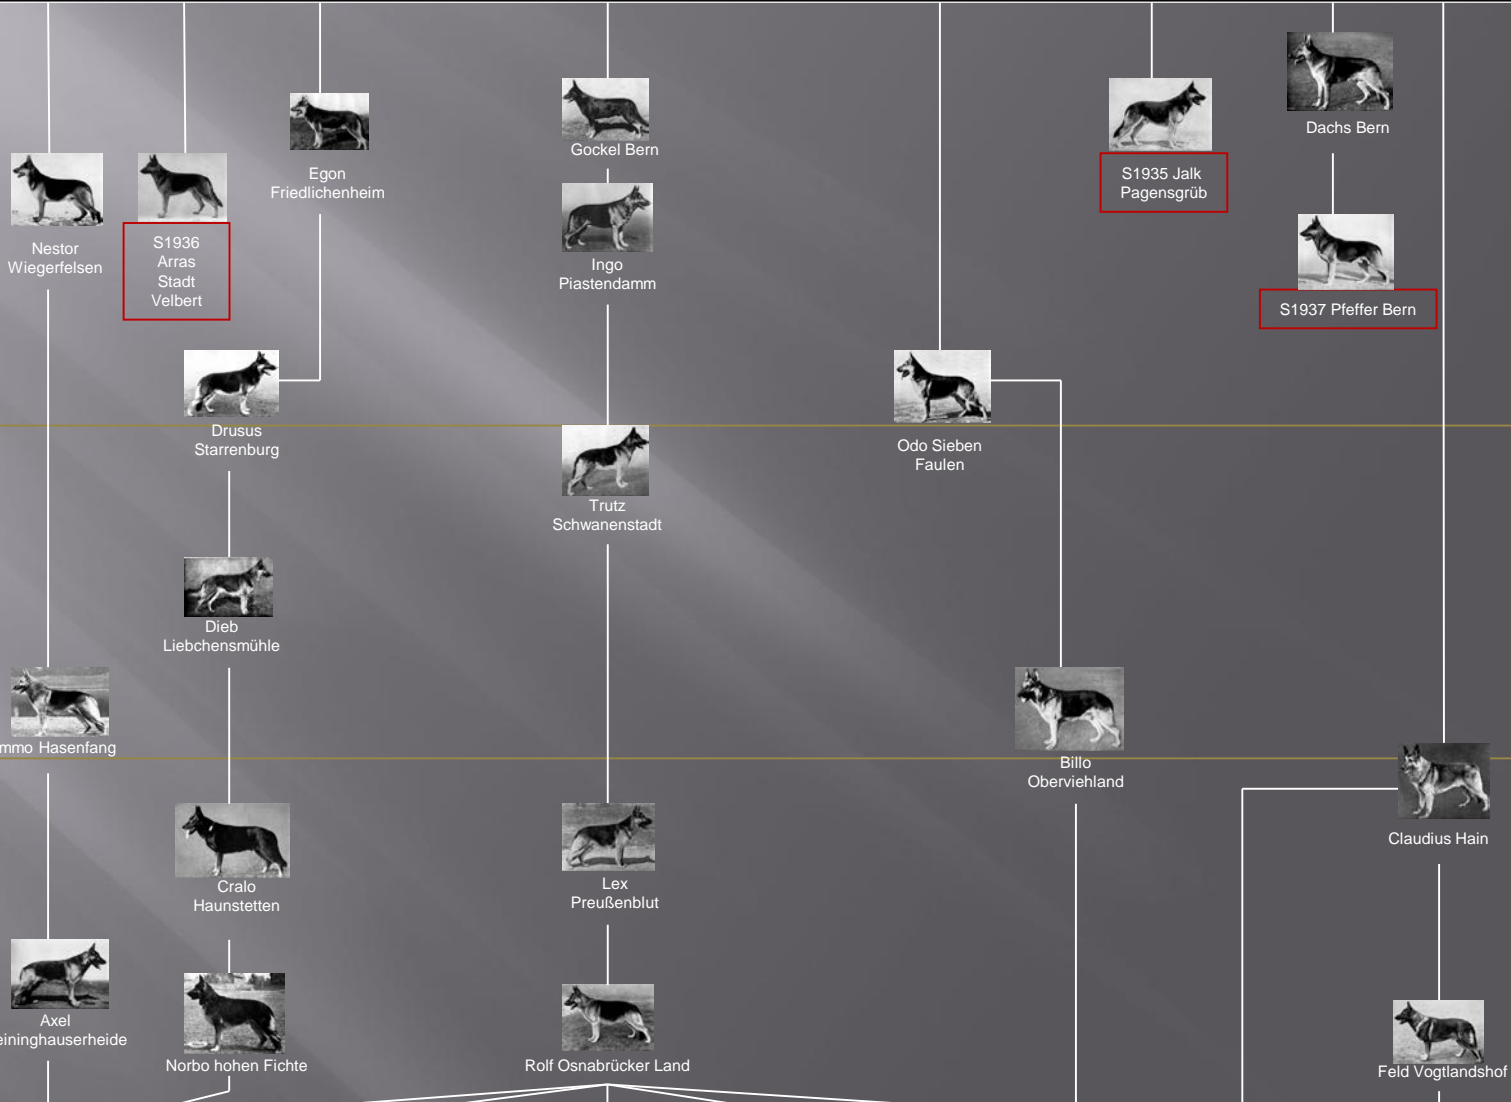 Dachs Bern
Gockel Bern
Egon
Friedlichenheim
S1935 Jalk
Pagensgrüb
Nestor
Wiegerfelsen
S1936
Arras
Stadt
Velbert
Ingo
Piastendamm
S1937 Pfeffer Bern
Drusus
Starrenburg
Odo Sieben
Faulen
Trutz
Schwanenstadt
Dieb
Liebchensmühle
mmo Hasenfang
Billo
Oberviehland
Claudius Hain
Cralo
Haunstetten
Lex
Preußenblut
Axel
eininghauserheide
Norbo hohen Fichte
Rolf Osnabrücker Land
Feld Vogtlandshof